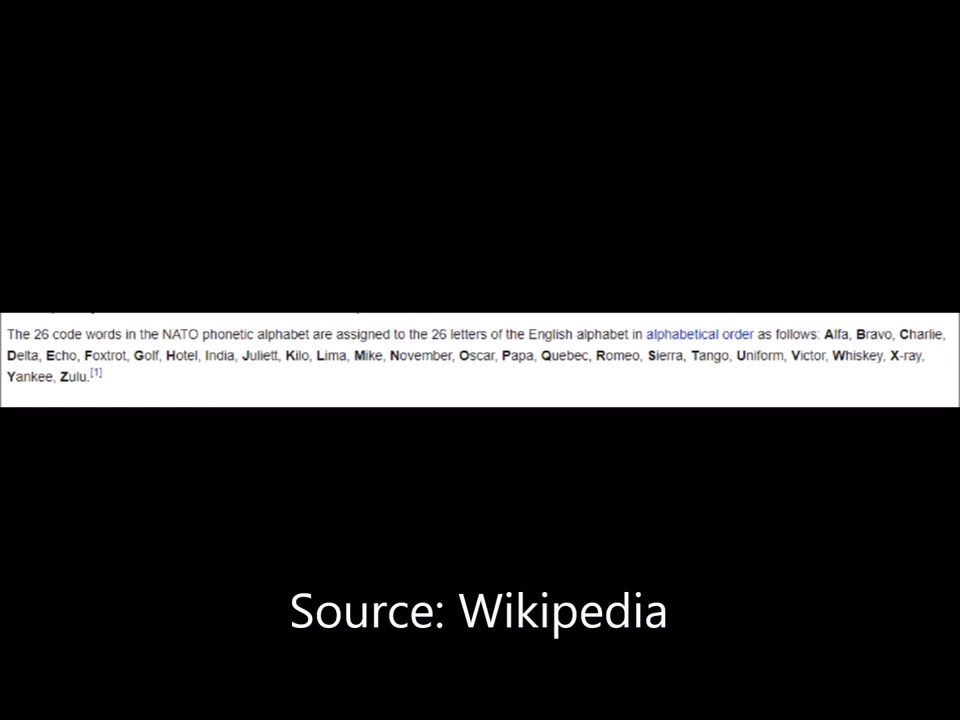 The 26 code words in the NATO phonetic alphabet are assigned to the 26 letters of the English alphabet in alphabetical order as follows: Alfa, Bravo, Charlie,
Delta, Echo, Foxtrot, Golf, Hotel, India, Juliett, Kilo, Lima, Mike, November, Oscar, Papa, Quebec, Romeo, Sierra, Tango, Uniform, Victor, Whiskey, X-ray,
Yankee, Zulu.[1]
Source: Wikipedia